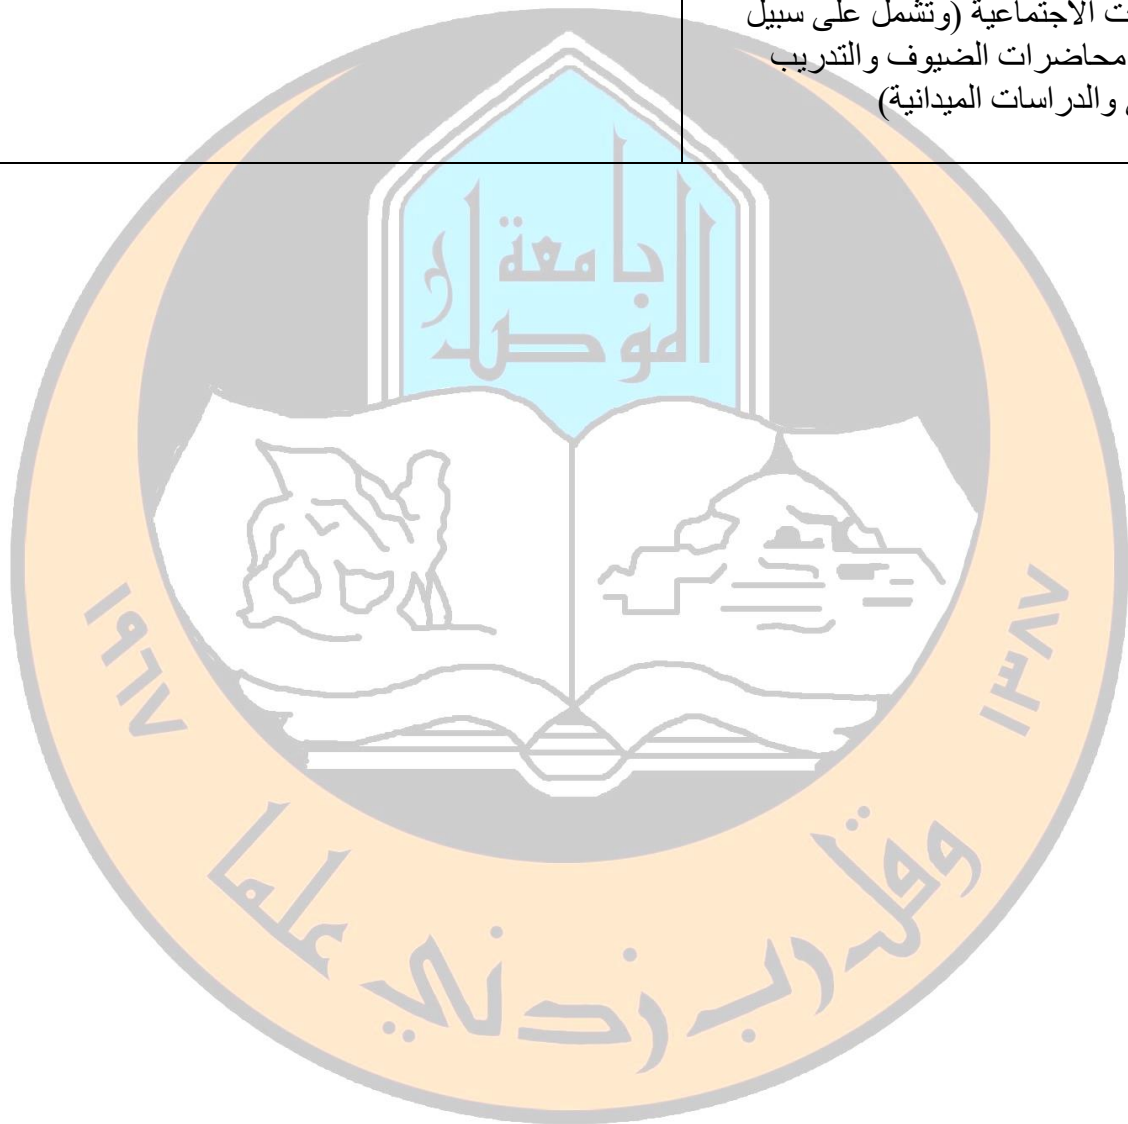 ت الاجتماعية (وتشمل على سبيل
محاضرات الضيوف والتدريب
والدراسات الميدانية)
جامعة
الموصل
١٩٦٧
١٣٨٧
وقل رب زدني علما